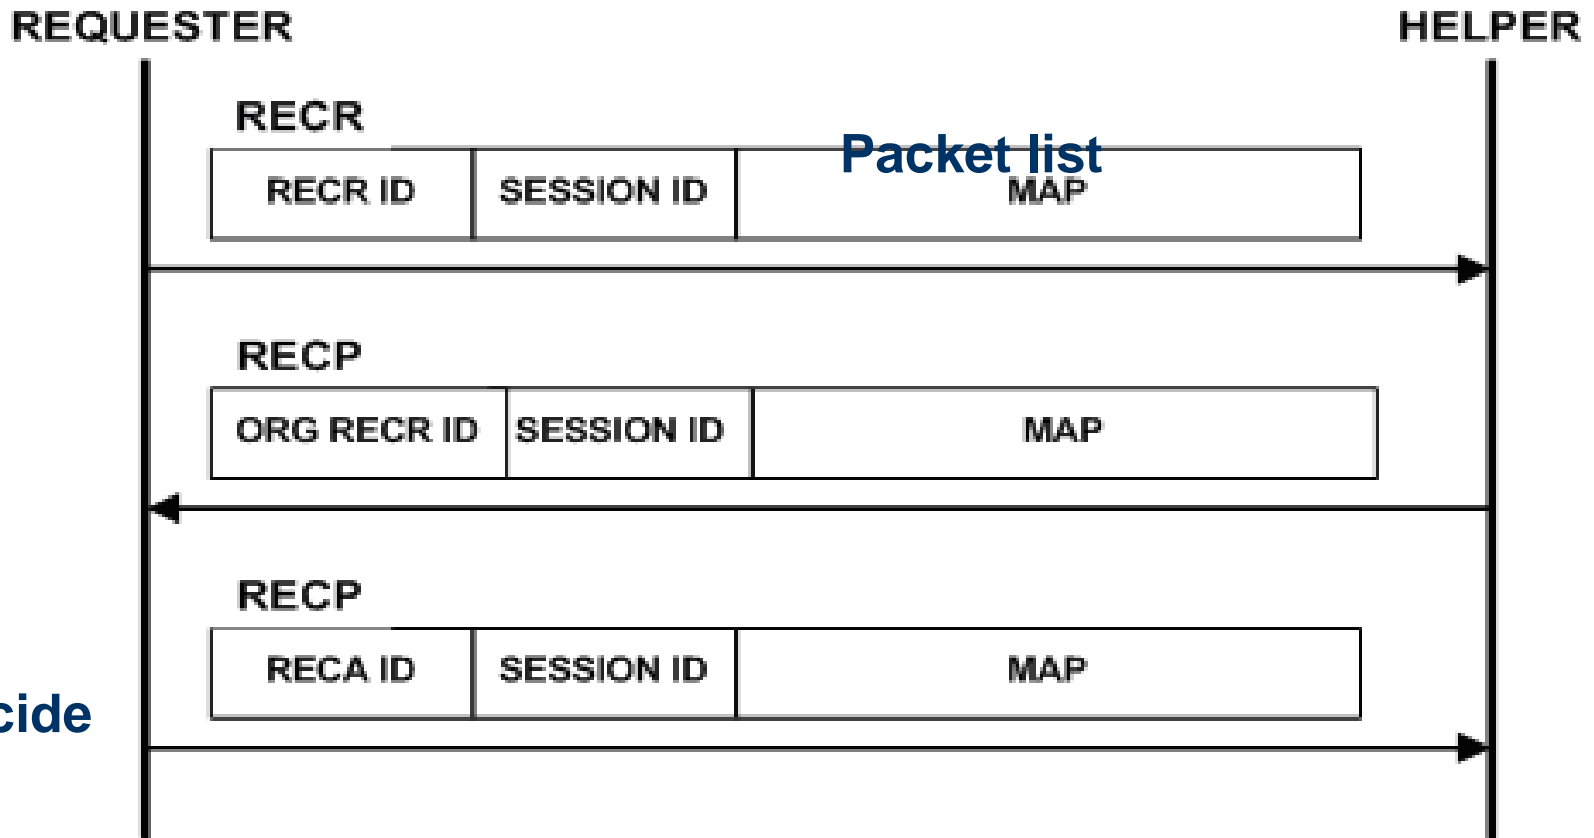 REQUESTER HELPER
RECR
Packet list
RECR ID SESSION ID MAP
RECP
ORG RECR ID SESSION ID MAP
RECP
RECA ID SESSION ID MAP
cide